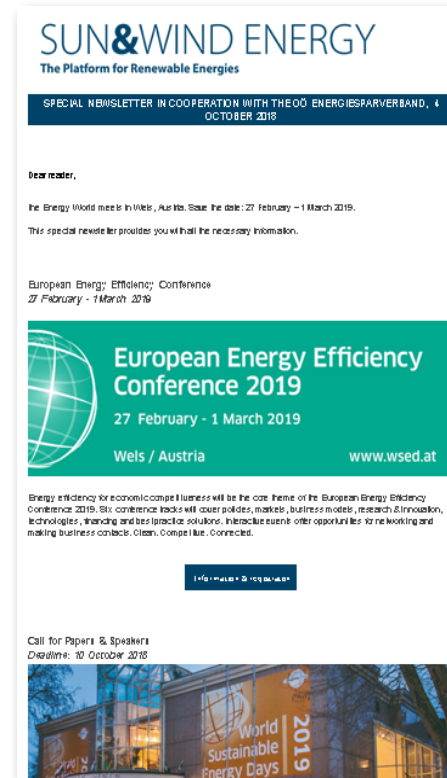 SUN&WIND ENERGY
The Platform for Renewable Energies
SPECIAL NEWSLETTER IN COOPERATION WITH THE OÖ ENERGIESPARVERBAND, 4
OCTOBER 2018
Dear reader,
the Energy World meets in Wels, Austria. Save the date: 27 February – 1 March 2019.
This special newsletter provides you with all the necessary information.
European Energy Efficiency Conference
27 February - 1 March 2019
European Energy Efficiency
Conference 2019
27 February - 1 March 2019
Wels / Austria
www.wsed.at
Energy efficiency for economic competitiveness will be the core theme of the European Energy Efficiency
Conference 2019. Six conference tracks will cover policies, markets, business models, research & innovation,
technologies, financing and best practice solutions. Interactive events offer opportunities for networking and
making business contacts. Clean. Competitive. Connected.
Information & registration
Call for Papers & Speakers
Deadline: 10 October 2018
World
Sustainable
Energy Days
2019